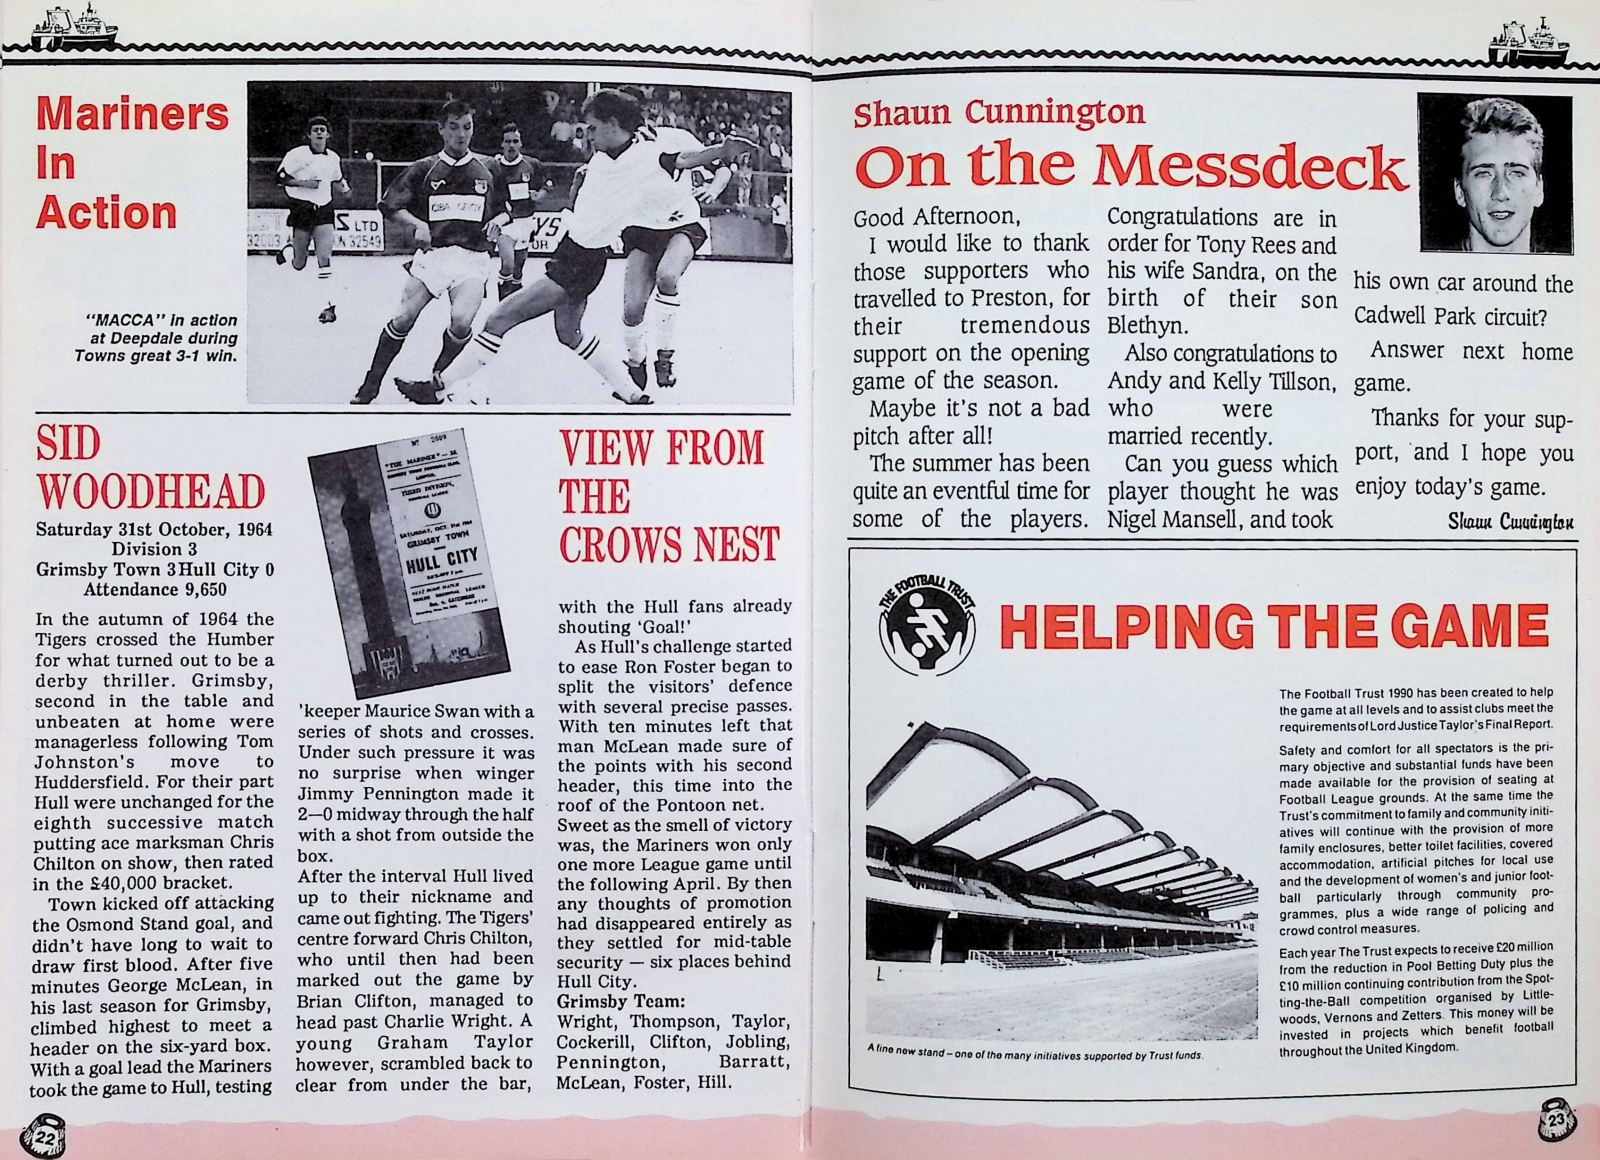 Mariners
In
Action
"MACCA" in action
at Deepdale during
Towns great 3-1 win.
Z LTD
32003
N 32549
YS
OR
SID
WOODHEAD
Saturday 31st October, 1964
Division 3
Grimsby Town 3 Hull City 0
Attendance 9,650
In the autumn of 1964 the
Tigers crossed the Humber
for what turned out to be a
derby thriller. Grimsby,
second in the table and
unbeaten at home were
managerless following Tom
Johnston's move to
Huddersfield. For their part
Hull were unchanged for the
eighth successive match
putting ace marksman Chris
Chilton on show, then rated
in the £40,000 bracket.
Town kicked off attacking
the Osmond Stand goal, and
didn't have long to wait to
draw first blood. After five
minutes George McLean, in
his last season for Grimsby,
climbed highest to meet a
header on the six-yard box.
With a goal lead the Mariners
took the game to Hull, testing
"THE MARINER"
THIRD DIVISION,
SATURDAY, OCT. 31st 1964
GRIMSBY TOWN
HULL CITY
'keeper Maurice Swan with a
series of shots and crosses.
Under such pressure it was
no surprise when winger
Jimmy Pennington made it
2—0 midway through the half
with a shot from outside the
box.
After the interval Hull lived
up to their nickname and
came out fighting. The Tigers'
centre forward Chris Chilton,
who until then had been
marked out the game by
Brian Clifton, managed to
head past Charlie Wright. A
young Graham Taylor
however, scrambled back to
clear from under the bar,
VIEW FROM
THE
CROWS NEST
with the Hull fans already
shouting 'Goal!'
As Hull's challenge started
to ease Ron Foster began to
split the visitors' defence
with several precise passes.
With ten minutes left that
man McLean made sure of
the points with his second
header, this time into the
roof of the Pontoon net.
Sweet as the smell of victory
was, the Mariners won only
one more League game until
the following April. By then
any thoughts of promotion
had disappeared entirely as
they settled for mid-table
security — six places behind
Hull City.
Grimsby Team:
Wright, Thompson, Taylor,
Cockerill, Clifton, Jobling,
Pennington, Barratt,
McLean, Foster, Hill.
22
Shaun Cunnington
On the Messdeck
Good Afternoon,
I would like to thank
those supporters who
travelled to Preston, for
their tremendous
support on the opening
game of the season.
Maybe it's not a bad
pitch after all!
The summer has been
quite an eventful time for
some of the players.
Congratulations are in
order for Tony Rees and
his wife Sandra, on the
birth of their son
Blethyn.
Also congratulations to
Andy and Kelly Tillson,
who were
married recently.
Can you guess which
player thought he was
Nigel Mansell, and took
his own car around the
Cadwell Park circuit?
Answer next home
game.
Thanks for your sup-
port, and I hope you
enjoy today's game.
Shaun Cunnington
THE FOOTBALL TRUST
HELPING THE GAME
The Football Trust 1990 has been created to help
the game at all levels and to assist clubs meet the
requirements of Lord Justice Taylor's Final Report.
Safety and comfort for all spectators is the pri-
mary objective and substantial funds have been
made available for the provision of seating at
Football League grounds. At the same time the
Trust's commitment to family and community initi-
atives will continue with the provision of more
family enclosures, better toilet facilities, covered
accommodation, artificial pitches for local use
and the development of women's and junior foot-
ball particularly through community pro-
grammes, plus a wide range of policing and
crowd control measures.
Each year The Trust expects to receive £20 million
from the reduction in Pool Betting Duty plus the
£10 million continuing contribution from the Spot-
ting-the-Ball competition organised by Little-
woods, Vernons and Zetters. This money will be
invested in projects which benefit football
throughout the United Kingdom.
A fine new stand – one of the many initiatives supported by Trust funds.
23